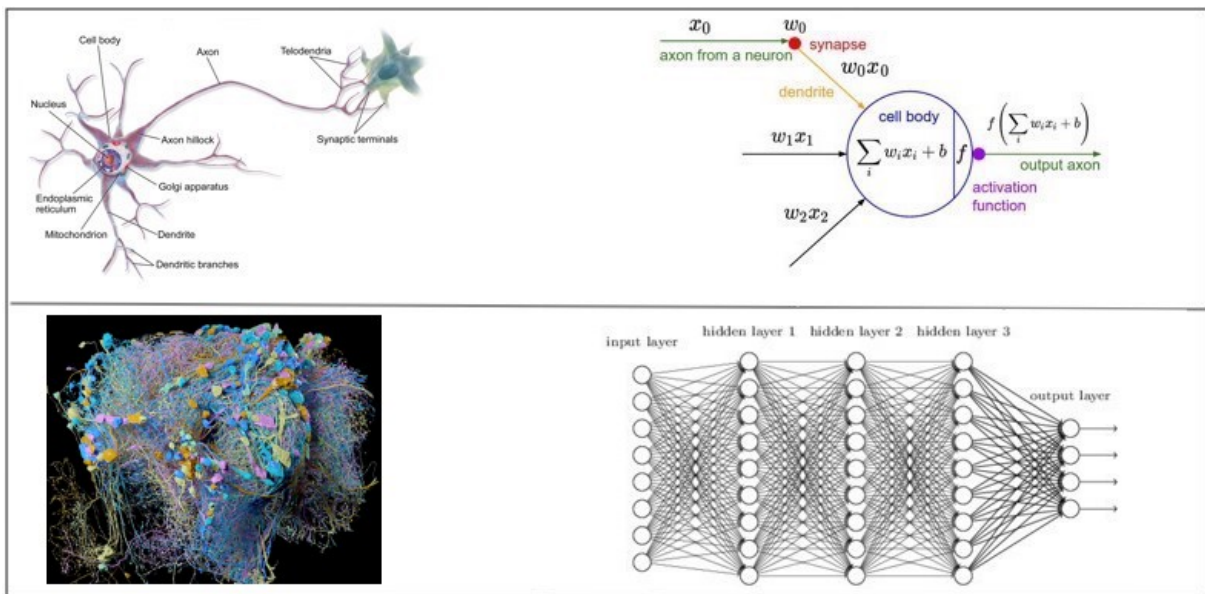 Cell body
Axon
Telodendria
Nucleus
Axon hillock
Synaptic terminals
Golgi apparatus
Endoplasmic
reticulum
Mitochondrion
Dendrite
Dendritic branches
x₀
w₀
synapse
axon from a neuron
w₀x₀
dendrite
cell body
f(∑ᵢ wᵢxᵢ + b)
w₁x₁
∑ᵢ wᵢxᵢ + b
f
output axon
activation
function
w₂x₂
input layer
hidden layer 1
hidden layer 2
hidden layer 3
output layer